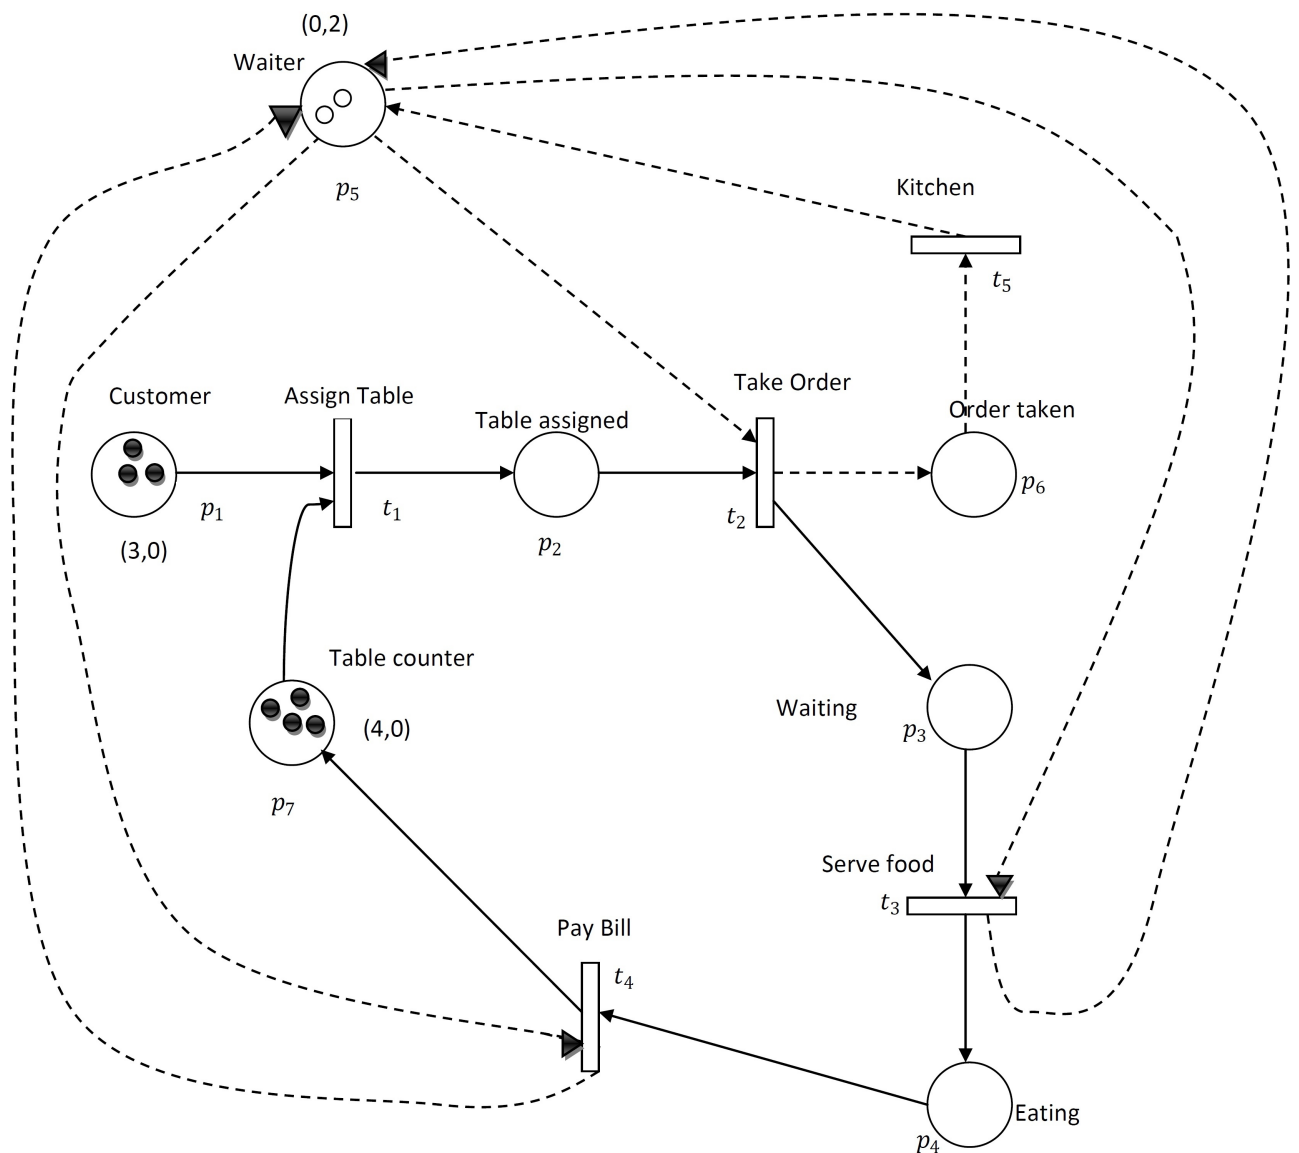 (0,2)
Waiter
p5
Kitchen
t5
Take Order
Customer
Assign Table
Table assigned
Order taken
p1
t1
t2
p6
(3,0)
p2
Table counter
Waiting
(4,0)
p3
p7
Serve food
t3
Pay Bill
t4
Eating
p4